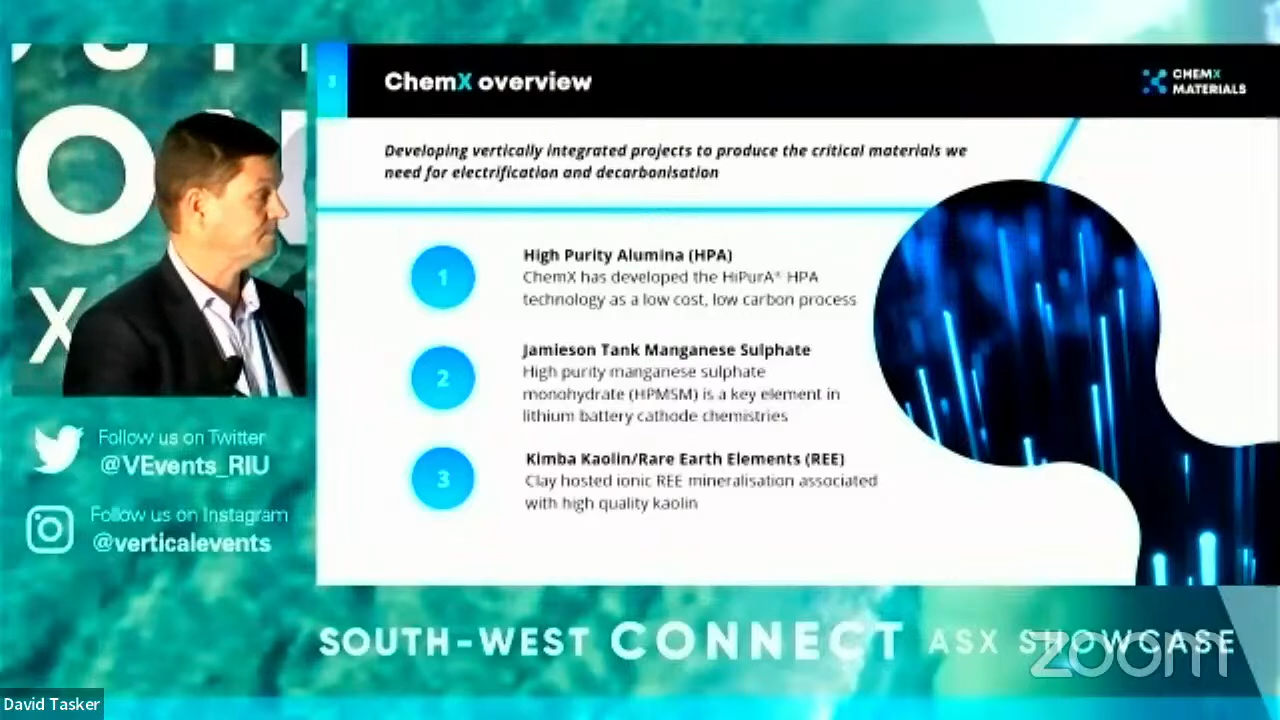 O
X
Follow us on Twitter
@VEvents_RIU
Follow us on Instagram
@verticalevents
3
ChemX overview
CHEMX
MATERIALS
Developing vertically integrated projects to produce the critical materials we
need for electrification and decarbonisation
1
High Purity Alumina (HPA)
ChemX has developed the HiPurA® HPA
technology as a low cost, low carbon process
2
Jamieson Tank Manganese Sulphate
High purity manganese sulphate
monohydrate (HPMSM) is a key element in
lithium battery cathode chemistries
3
Kimba Kaolin/Rare Earth Elements (REE)
Clay hosted ionic REE mineralisation associated
with high quality kaolin
SOUTH-WEST CONNECT ASX SHOWCASE
zoom
David Tasker